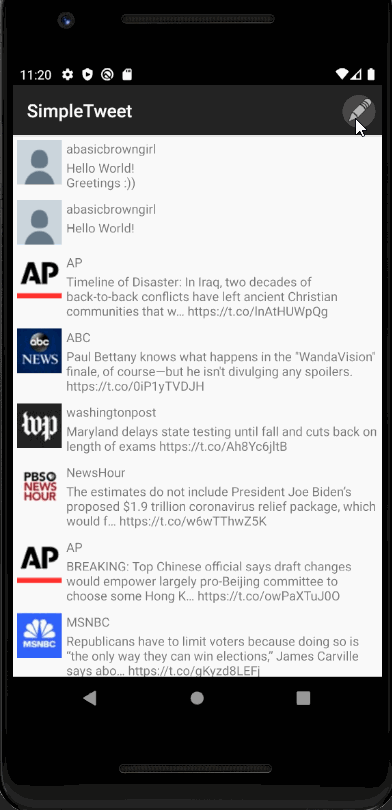 11:20
SimpleTweet
abasicbrowngirl
Hello World!
Greetings :))
abasicbrowngirl
Hello World!
AP
AP
Timeline of Disaster: In Iraq, two decades of
back-to-back conflicts have left ancient Christian
communities that w... https://t.co/lnAtHUWpQg
abc
NEWS
ABC
Paul Bettany knows what happens in the "WandaVision"
finale, of course—but he isn't divulging any spoilers.
https://t.co/0iP1yTVDJH
wp
washingtonpost
Maryland delays state testing until fall and cuts back on
length of exams https://t.co/Ah8Yc6jltB
PBS
NEWS
HOUR
NewsHour
The estimates do not include President Joe Biden's
proposed $1.9 trillion coronavirus relief package, which
would f... https://t.co/w6wTThwZ5K
AP
AP
BREAKING: Top Chinese official says draft changes
would empower largely pro-Beijing committee to
choose some Hong K... https://t.co/owPaXTuJ0O
MSNBC
MSNBC
Republicans have to limit voters because doing so is
“the only way they can win elections,” James Carville
says abo... https://t.co/gKyzd8LEFj